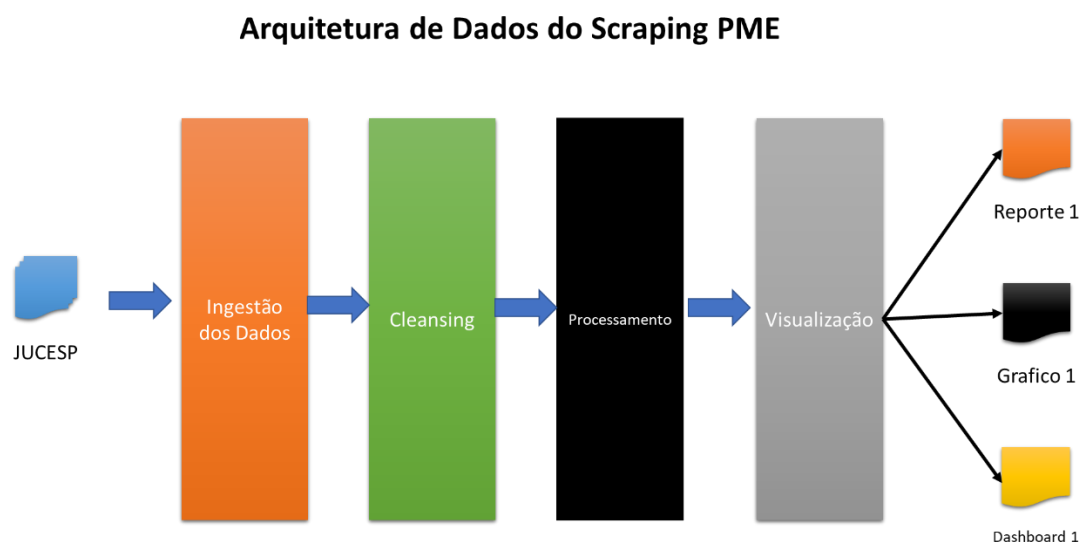 Arquitetura de Dados do Scraping PME
JUCESP
Ingestão
dos Dados
Cleansing
Processamento
Visualização
Reporte 1
Grafico 1
Dashboard 1